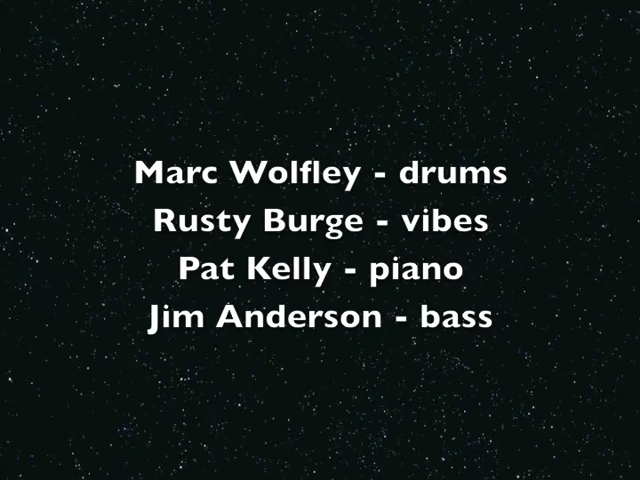 Marc Wolfley - drums
Rusty Burge - vibes
Pat Kelly - piano
Jim Anderson - bass